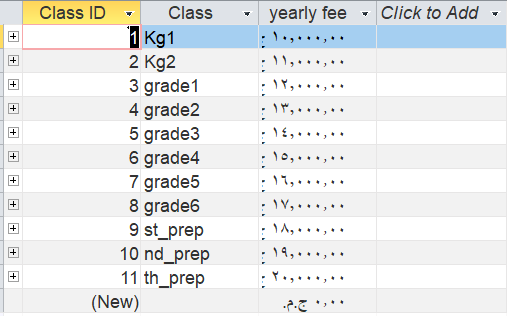 Class ID Class yearly fee Click to Add
1 Kg1 ١٠,٠٠٠,٠٠
2 Kg2 ١١,٠٠٠,٠٠
3 grade1 ١٢,٠٠٠,٠٠
4 grade2 ١٣,٠٠٠,٠٠
5 grade3 ١٤,٠٠٠,٠٠
6 grade4 ١٥,٠٠٠,٠٠
7 grade5 ١٦,٠٠٠,٠٠
8 grade6 ١٧,٠٠٠,٠٠
9 st_prep ١٨,٠٠٠,٠٠
10 nd_prep ١٩,٠٠٠,٠٠
11 th_prep ٢٠,٠٠٠,٠٠
(New) ج.م. ٠,٠٠